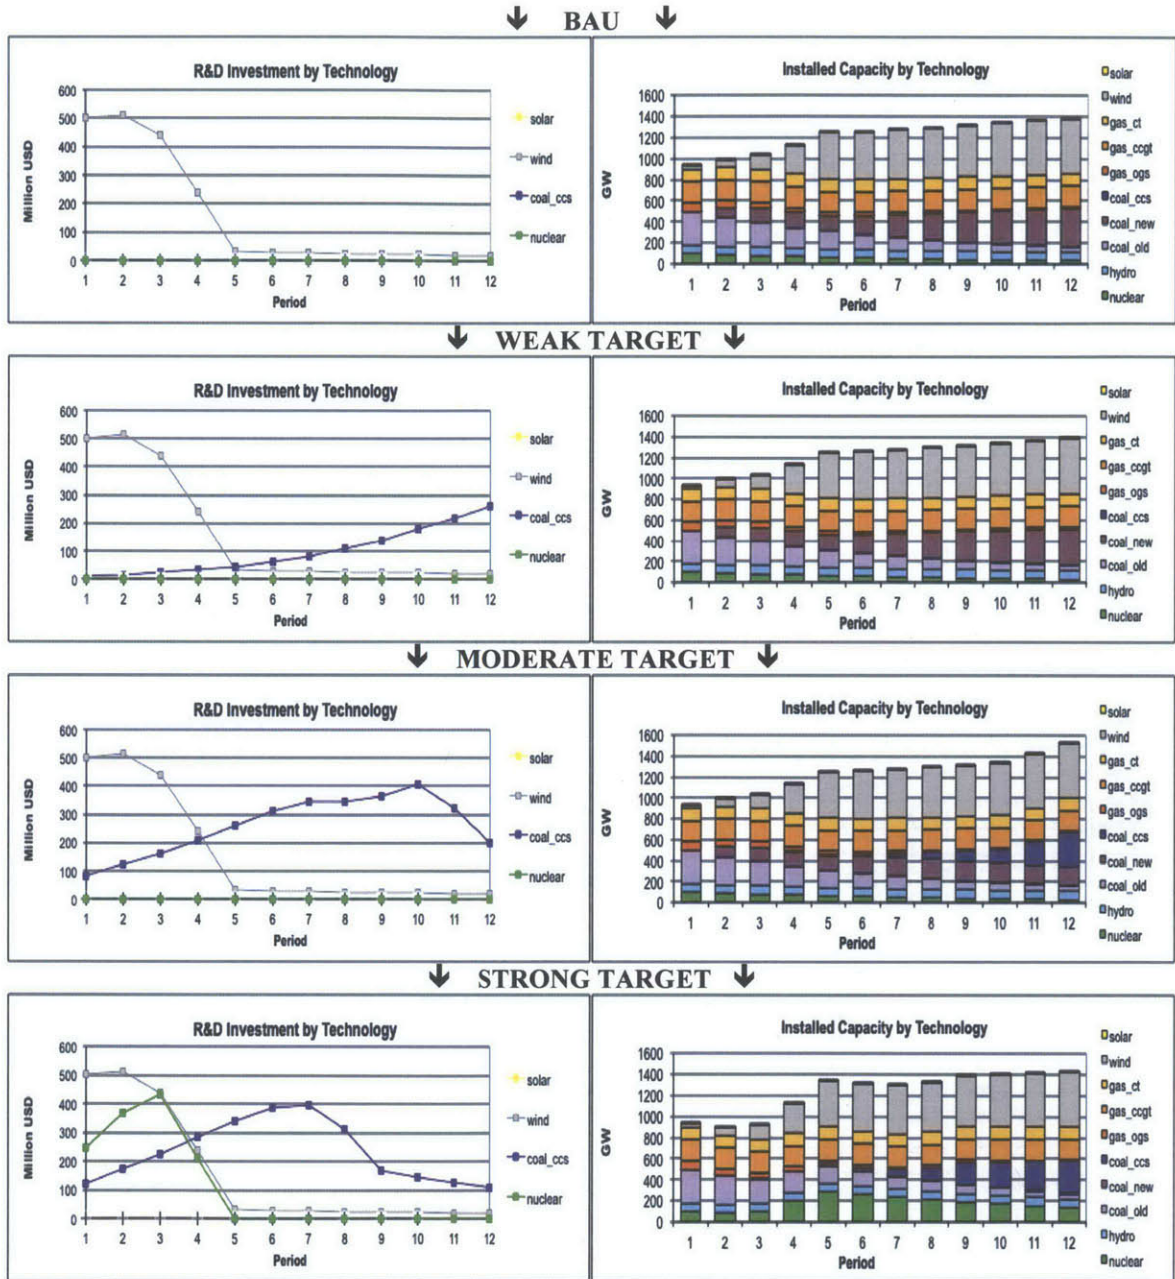 BAU
R&D Investment by Technology
600
500
400
300
200
100
0
Million USD
1 2 3 4 5 6 7 8 9 10 11 12
Period
solar
wind
coal_ccs
nuclear
Installed Capacity by Technology
1600
1400
1200
1000
800
600
400
200
0
GW
1 2 3 4 5 6 7 8 9 10 11 12
Period
solar
wind
gas_ct
gas_ccgt
gas_ogs
coal_ccs
coal_new
coal_old
hydro
nuclear
WEAK TARGET
R&D Investment by Technology
600
500
400
300
200
100
0
Million USD
1 2 3 4 5 6 7 8 9 10 11 12
Period
solar
wind
coal_ccs
nuclear
Installed Capacity by Technology
1600
1400
1200
1000
800
600
400
200
0
GW
1 2 3 4 5 6 7 8 9 10 11 12
Period
solar
wind
gas_ct
gas_ccgt
gas_ogs
coal_ccs
coal_new
coal_old
hydro
nuclear
MODERATE TARGET
R&D Investment by Technology
600
500
400
300
200
100
0
Million USD
1 2 3 4 5 6 7 8 9 10 11 12
Period
solar
wind
coal_ccs
nuclear
Installed Capacity by Technology
1600
1400
1200
1000
800
600
400
200
0
GW
1 2 3 4 5 6 7 8 9 10 11 12
Period
solar
wind
gas_ct
gas_ccgt
gas_ogs
coal_ccs
coal_new
coal_old
hydro
nuclear
STRONG TARGET
R&D Investment by Technology
600
500
400
300
200
100
0
Million USD
1 2 3 4 5 6 7 8 9 10 11 12
Period
solar
wind
coal_ccs
nuclear
Installed Capacity by Technology
1600
1400
1200
1000
800
600
400
200
0
GW
1 2 3 4 5 6 7 8 9 10 11 12
Period
solar
wind
gas_ct
gas_ccgt
gas_ogs
coal_ccs
coal_new
coal_old
hydro
nuclear